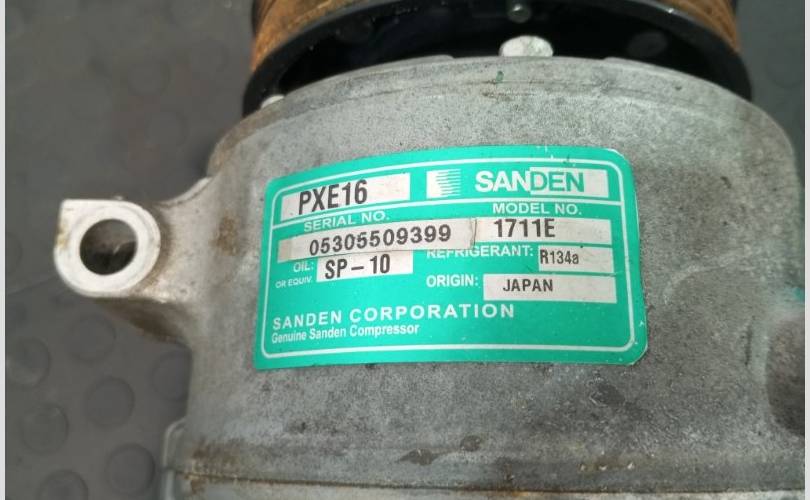 PXE16 SANDEN
SERIAL NO. MODEL NO.
05305509399 1711E
OIL: SP-10 REFRIGERANT: R134a
OR EQUIV.
ORIGIN: JAPAN
SANDEN CORPORATION
Genuine Sanden Compressor